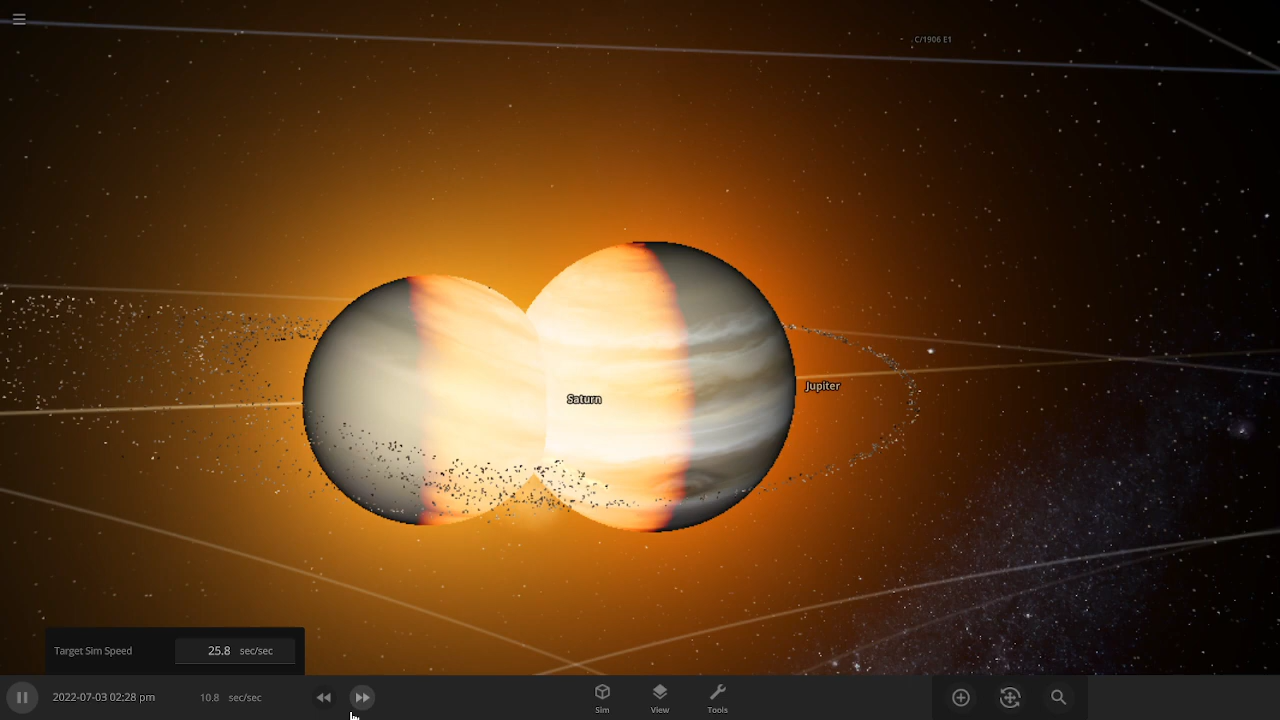 C/1906 E1
Jupiter
Saturn
Target Sim Speed 25.8 sec/sec
2022-07-03 02:28 pm 10.8 sec/sec
Sim View Tools